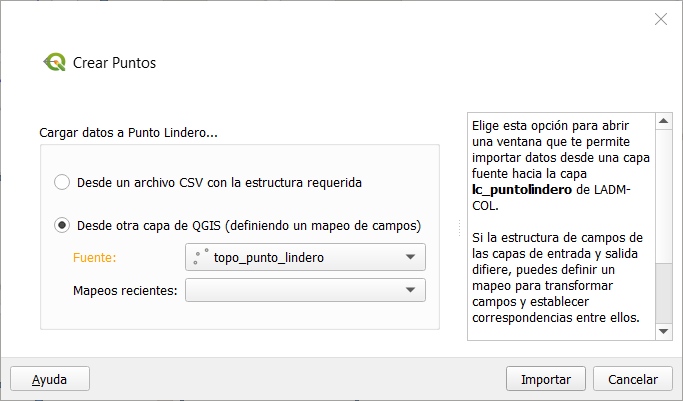 Crear Puntos
Cargar datos a Punto Lindero...
Desde un archivo CSV con la estructura requerida
Desde otra capa de QGIS (definiendo un mapeo de campos)
Fuente:
topo_punto_lindero
Mapeos recientes:
Elige esta opción para abrir
una ventana que te permite
importar datos desde una capa
fuente hacia la capa
lc_puntolindero de LADM-
COL.
Si la estructura de campos de
las capas de entrada y salida
difiere, puedes definir un
mapeo para transformar
campos y establecer
correspondencias entre ellos.
Ayuda
Importar
Cancelar